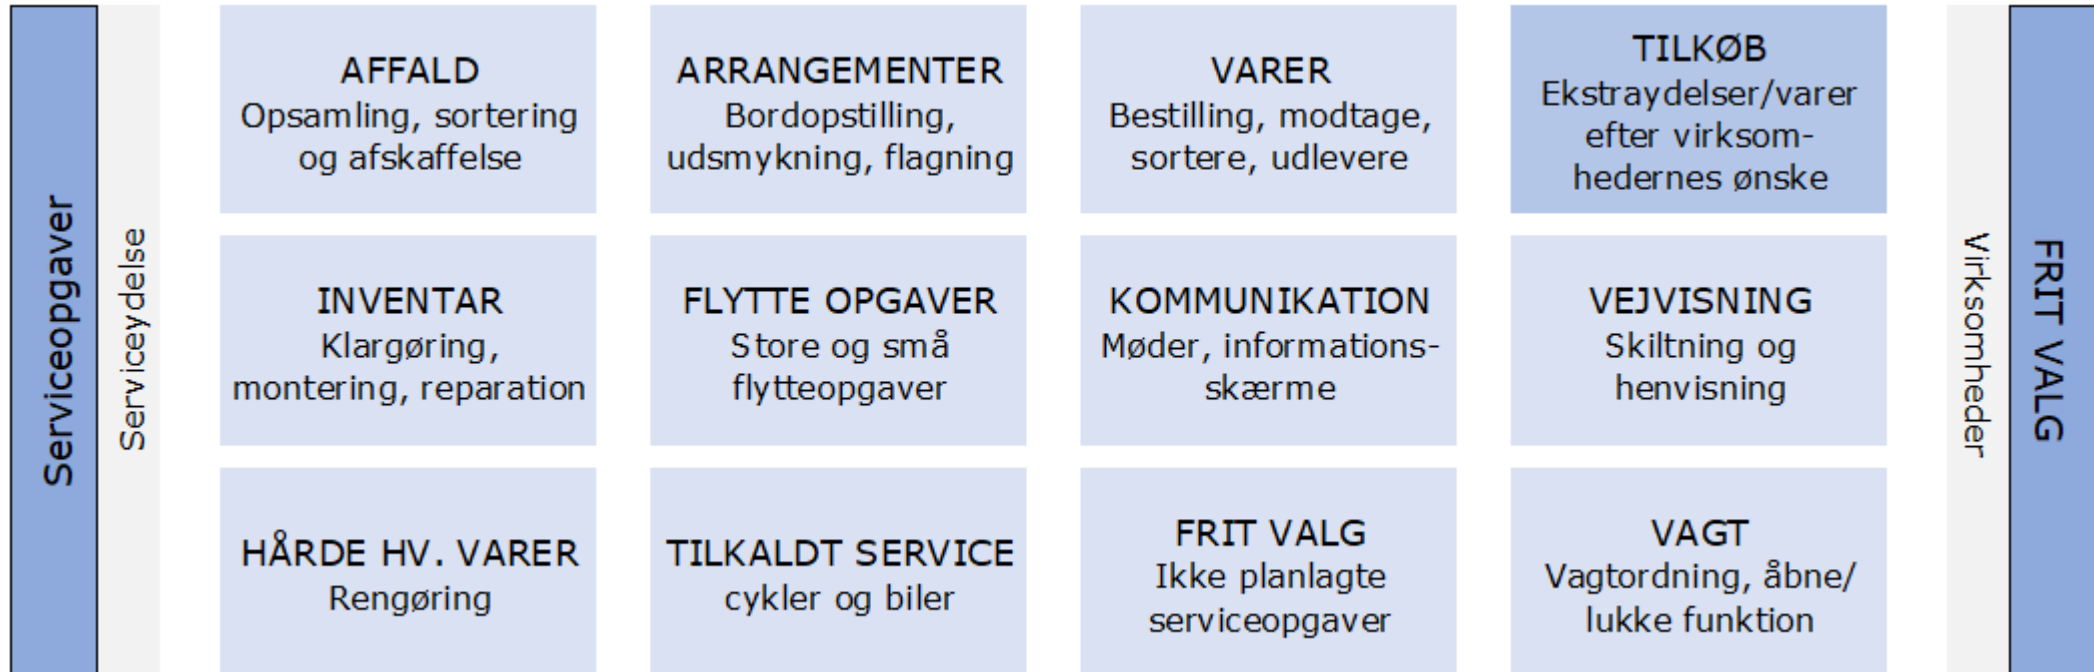 Serviceopgaver
Serviceydelse
AFFALD
Opsamling, sortering
og afskaffelse
ARRANGEMENTER
Bordopstilling,
udsmykning, flagning
VARER
Bestilling, modtage,
sortere, udlevere
TILKØB
Ekstraydelser/varer
efter virksom-
hedernes ønske
INVENTAR
Klargøring,
montering, reparation
FLYTTE OPGAVER
Store og små
flytteopgaver
KOMMUNIKATION
Møder, informations-
skærme
VEJVISNING
Skiltning og
henvisning
HÅRDE HV. VARER
Rengøring
TILKALDT SERVICE
cykler og biler
FRIT VALG
Ikke planlagte
serviceopgaver
VAGT
Vagtordning, åbne/
lukke funktion
Virksomheder
FRIT VALG